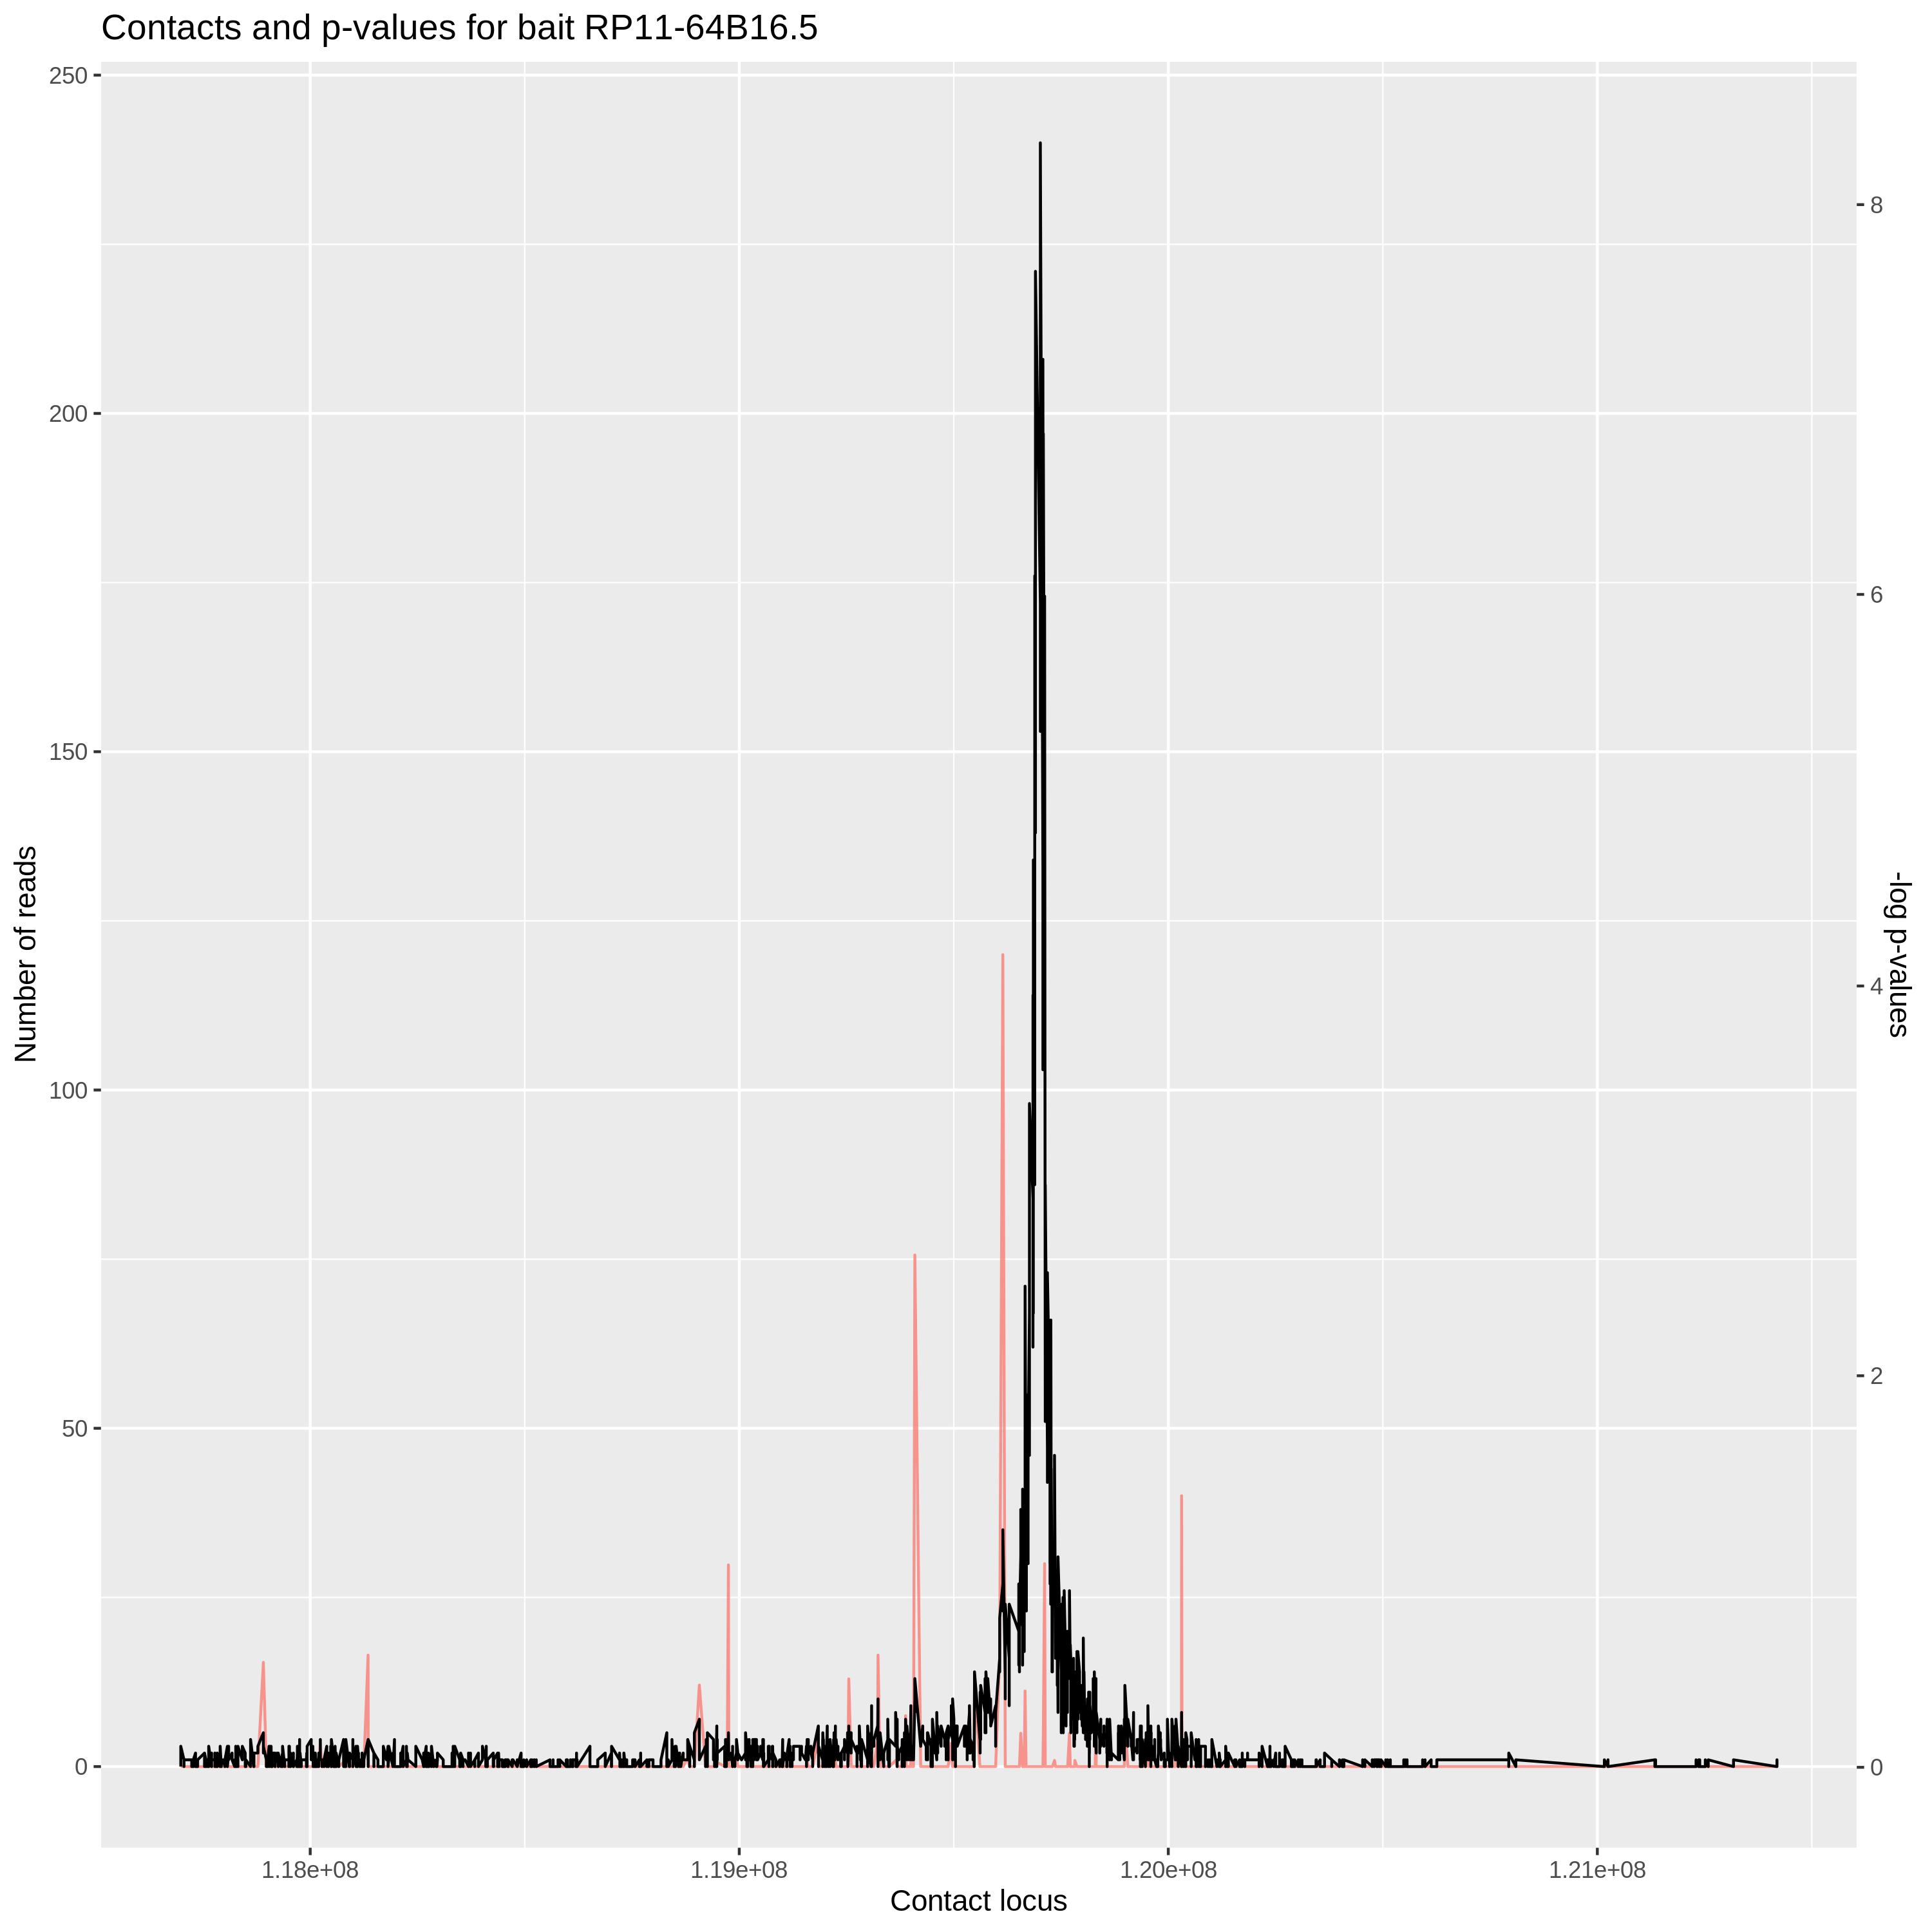 Contacts and p-values for bait RP11-64B16.5
250
200
150
100
50
0
Number of reads
8
6
4
2
0
-log p-values
1.18e+08
1.19e+08
1.20e+08
1.21e+08
Contact locus